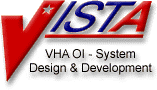 VISTA
VHA OI - System
Design & Development